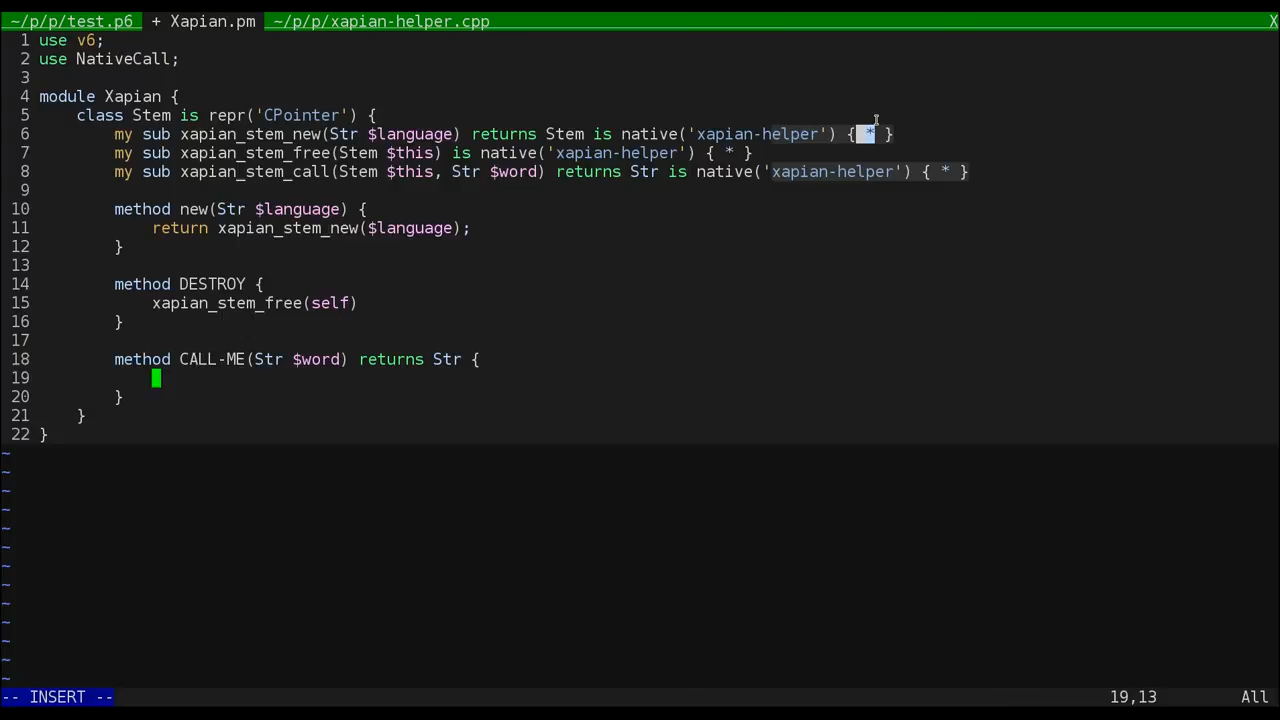 ~/p/p/test.p6  + Xapian.pm  ~/p/p/xapian-helper.cpp X
1 use v6;
2 use NativeCall;
3
4 module Xapian {
5     class Stem is repr('CPointer') {
6         my sub xapian_stem_new(Str $language) returns Stem is native('xapian-helper') { * }
7         my sub xapian_stem_free(Stem $this) is native('xapian-helper') { * }
8         my sub xapian_stem_call(Stem $this, Str $word) returns Str is native('xapian-helper') { * }
9
10         method new(Str $language) {
11             return xapian_stem_new($language);
12         }
13
14         method DESTROY {
15             xapian_stem_free(self)
16         }
17
18         method CALL-ME(Str $word) returns Str {
19
20         }
21     }
22 }
~
~
~
~
~
~
~
~
~
~
~
~
~
-- INSERT -- 19,13 All